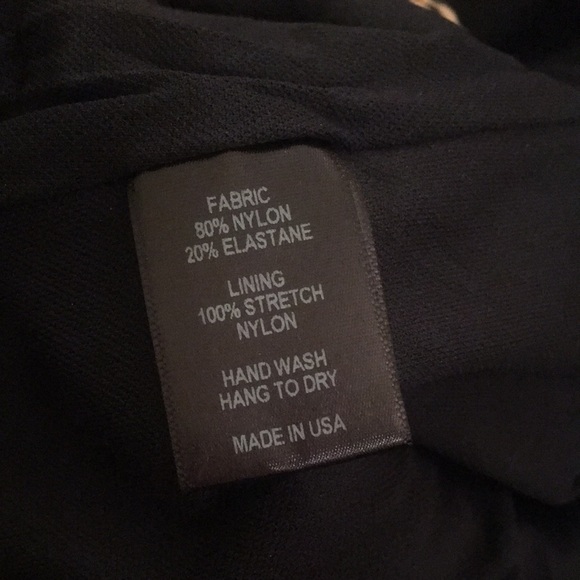 FABRIC
80% NYLON
20% ELASTANE
LINING
100% STRETCH
NYLON
HAND WASH
HANG TO DRY
MADE IN USA